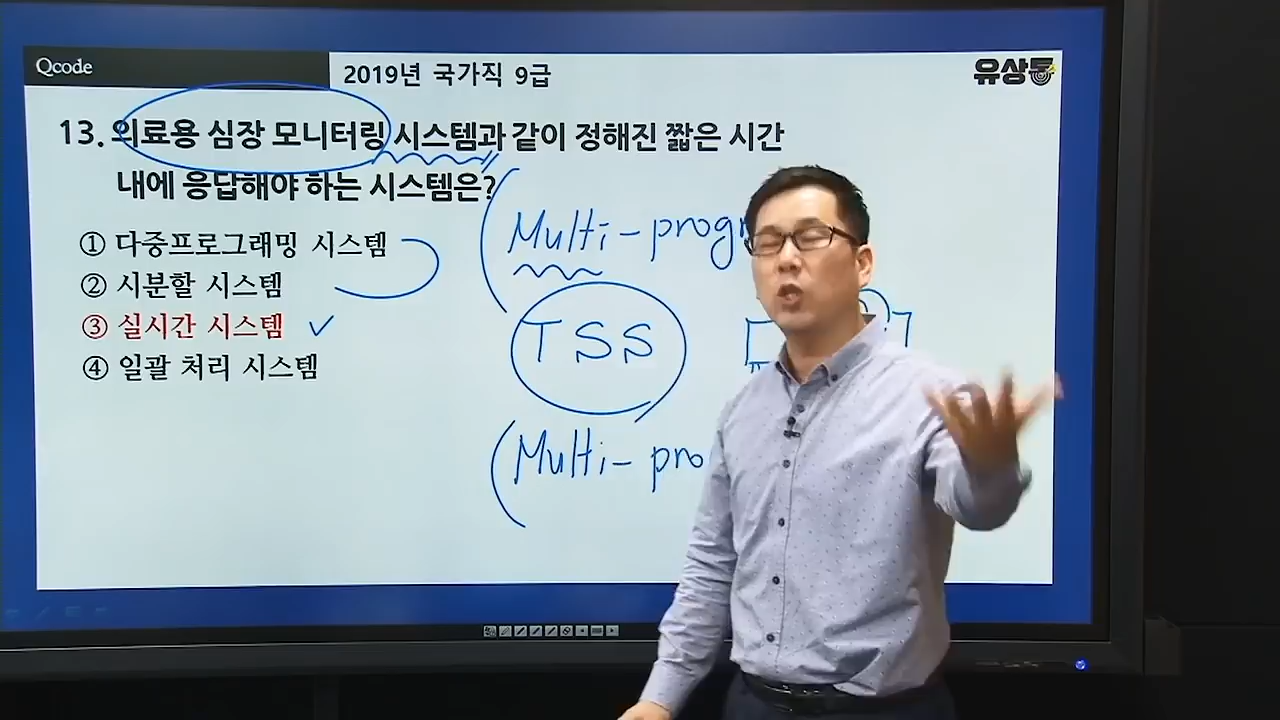 Qcode
2019년 국가직 9급
유상통
13. 의료용 심장 모니터링 시스템과 같이 정해진 짧은 시간
내에 응답해야 하는 시스템은?
① 다중프로그래밍 시스템
② 시분할 시스템
③ 실시간 시스템
④ 일괄 처리 시스템
(Multi-progr
TSS
(Multi-pro